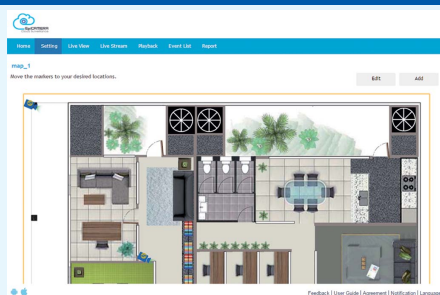 Home Setting Live View Live Stream Playback Event List Report
map_1
Move the markers to your desired locations.
Edit Add
Feedback | User Guide | Agreement | Notification | Language